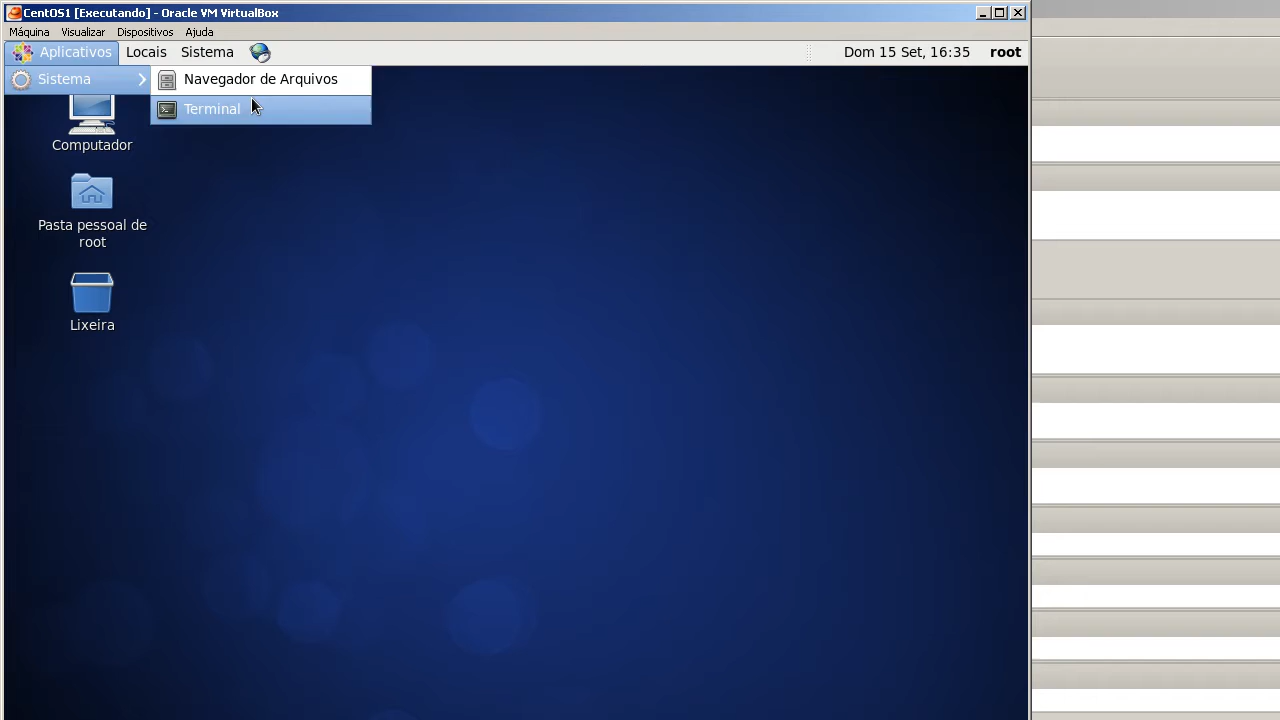 CentOS1 [Executando] - Oracle VM VirtualBox
Máquina Visualizar Dispositivos Ajuda
Aplicativos Locais Sistema Dom 15 Set, 16:35 root
Sistema Navegador de Arquivos
Terminal
Computador
Pasta pessoal de
root
Lixeira